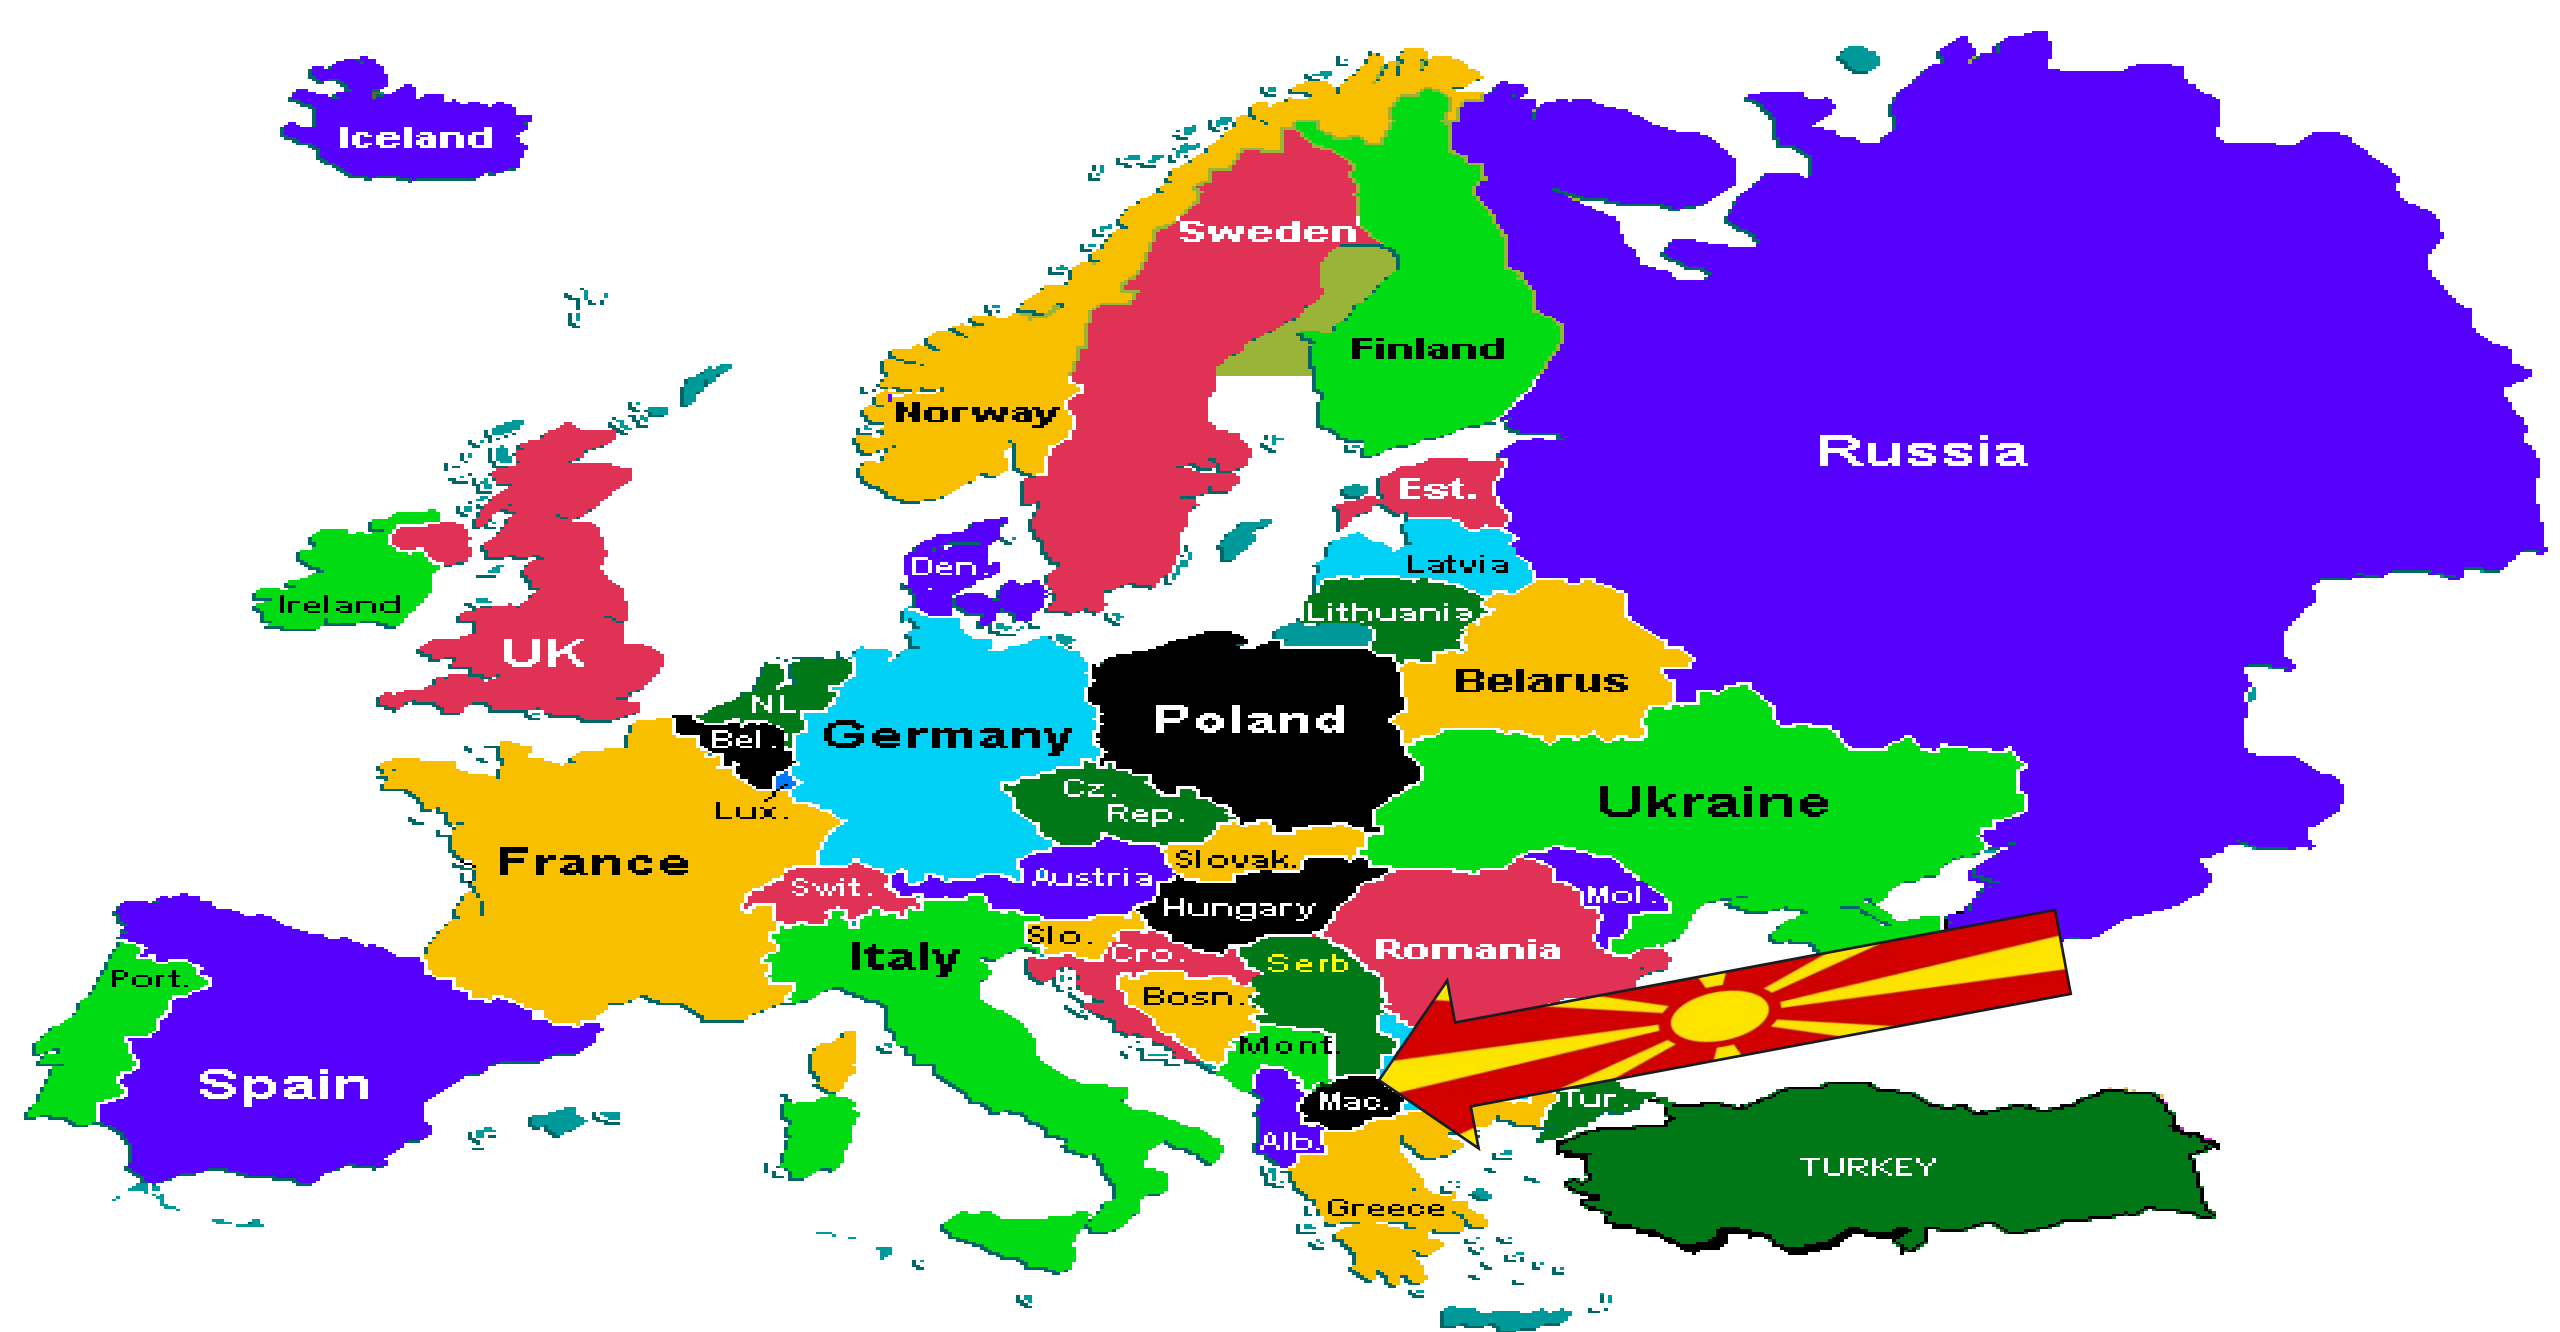 Iceland
Sweden
Finland
Norway
Russia
Est.
Latvia
Den.
Ireland
Lithuania
UK
Belarus
NL
Poland
Bel.
Germany
Cz.
Rep.
Ukraine
Lux.
France
Slovak.
Austria
Swit.
Mol.
Hungary
Slo.
Italy
Cro.
Romania
Serb
Port.
Bosn.
Mont.
Spain
Mac.
Tur.
Alb.
TURKEY
Greece